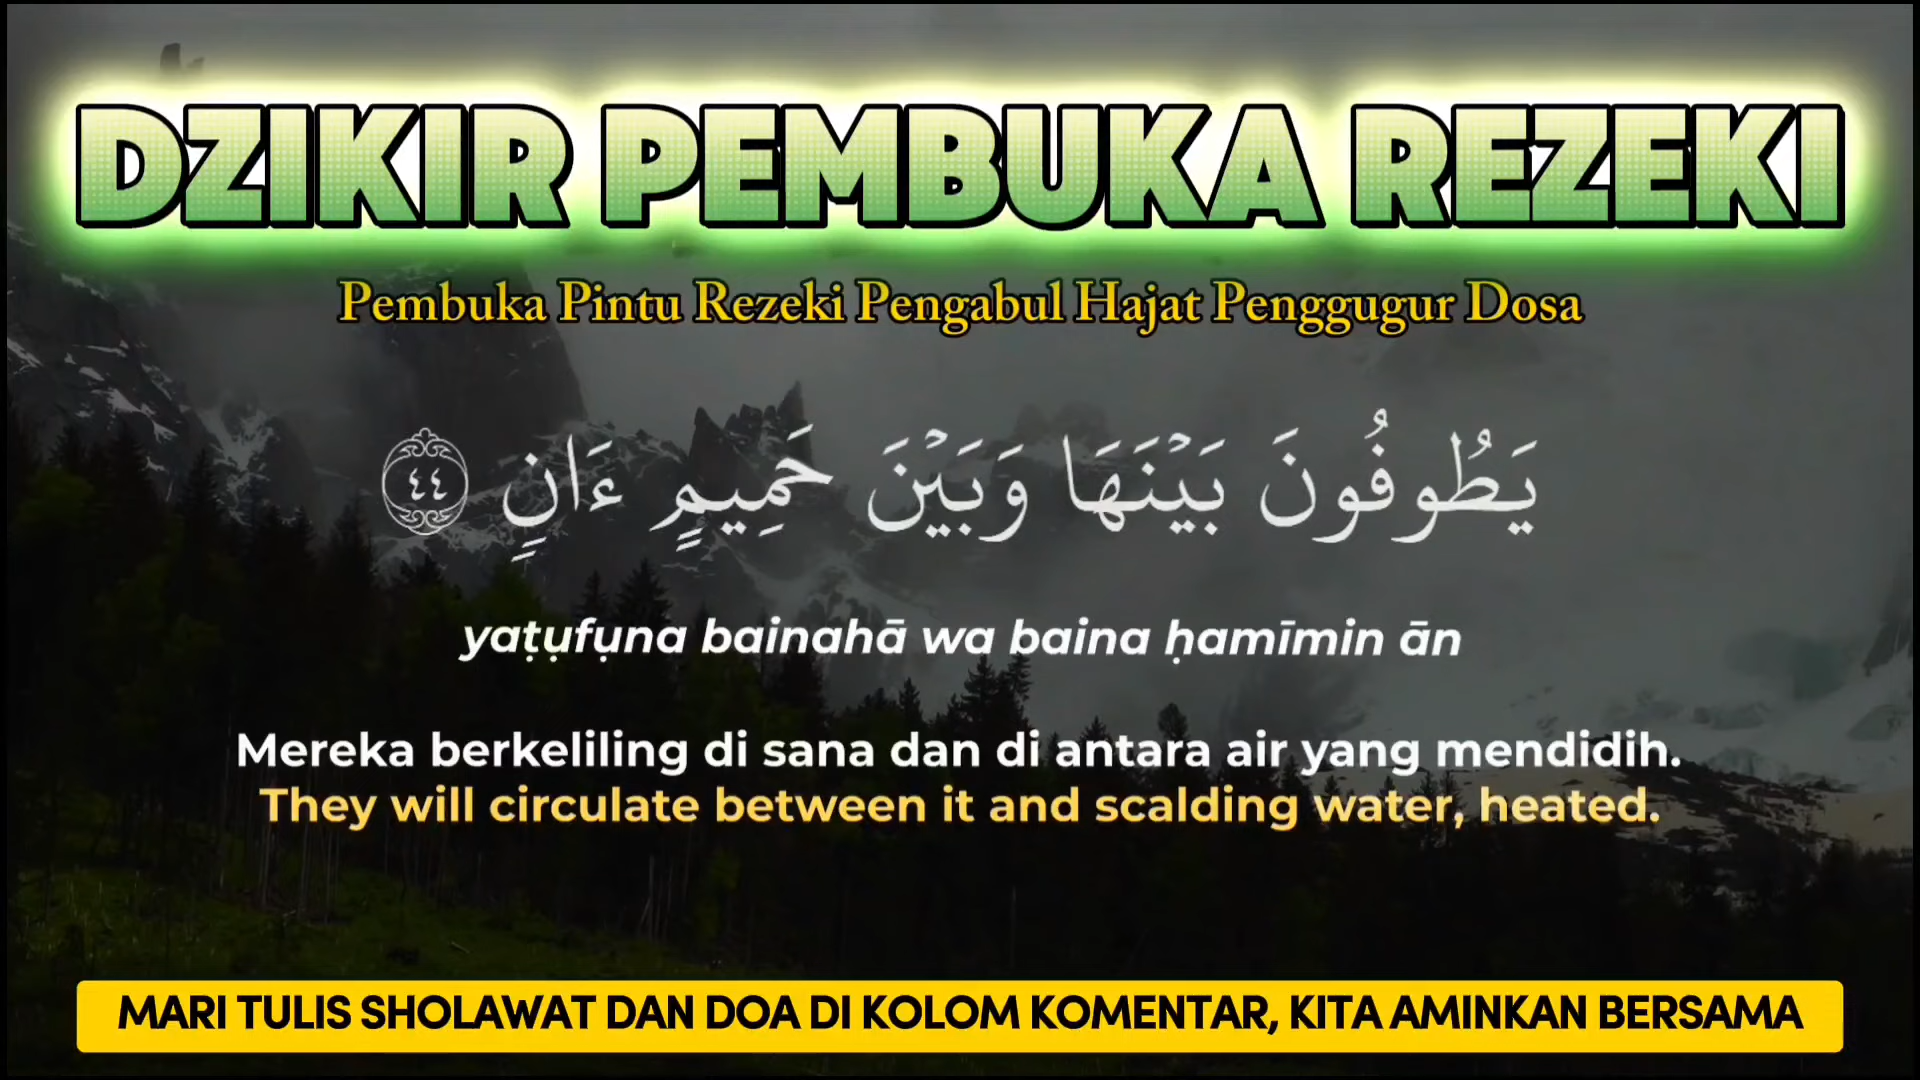 DZIKIR PEMBUKA REZEKI
Pembuka Pintu Rezeki Pengabul Hajat Penggugur Dosa
يَطُوفُونَ بَيْنَهَا وَبَيْنَ حَمِيمٍ ءَانٍ ٤٤
yaṭụfụna bainahā wa baina ḥamīmin ān
Mereka berkeliling di sana dan di antara air yang mendidih.
They will circulate between it and scalding water, heated.
MARI TULIS SHOLAWAT DAN DOA DI KOLOM KOMENTAR, KITA AMINKAN BERSAMA